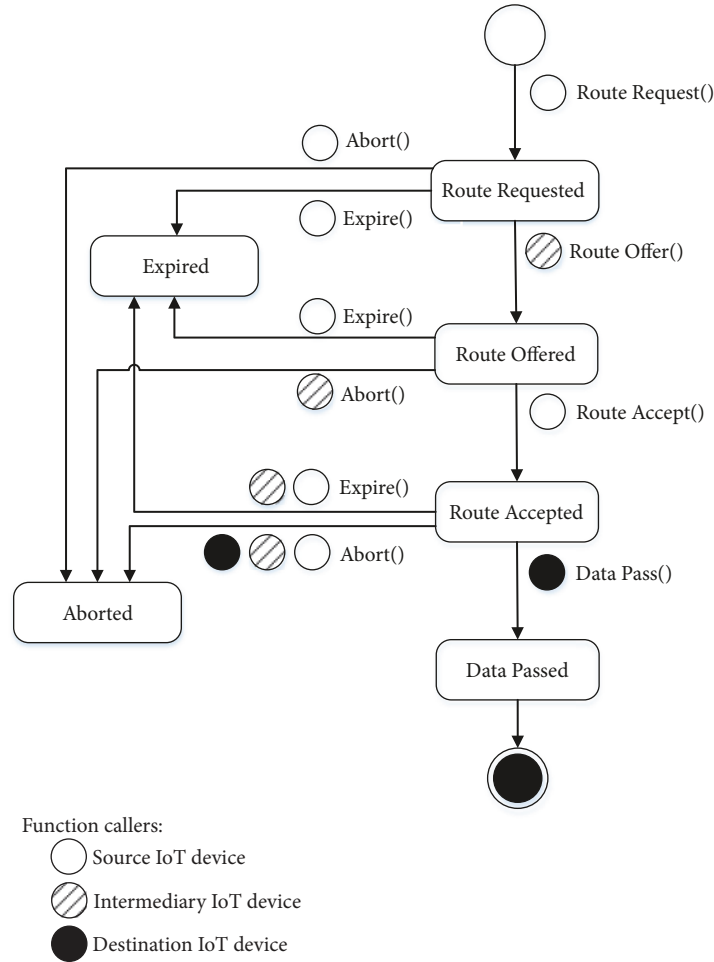 Route Request()
Abort()
Route Requested
Expire()
Route Offer()
Expired
Expire()
Route Offered
Abort()
Route Accept()
Expire()
Route Accepted
Abort()
Data Pass()
Aborted
Data Passed
Function callers:
Source IoT device
Intermediary IoT device
Destination IoT device